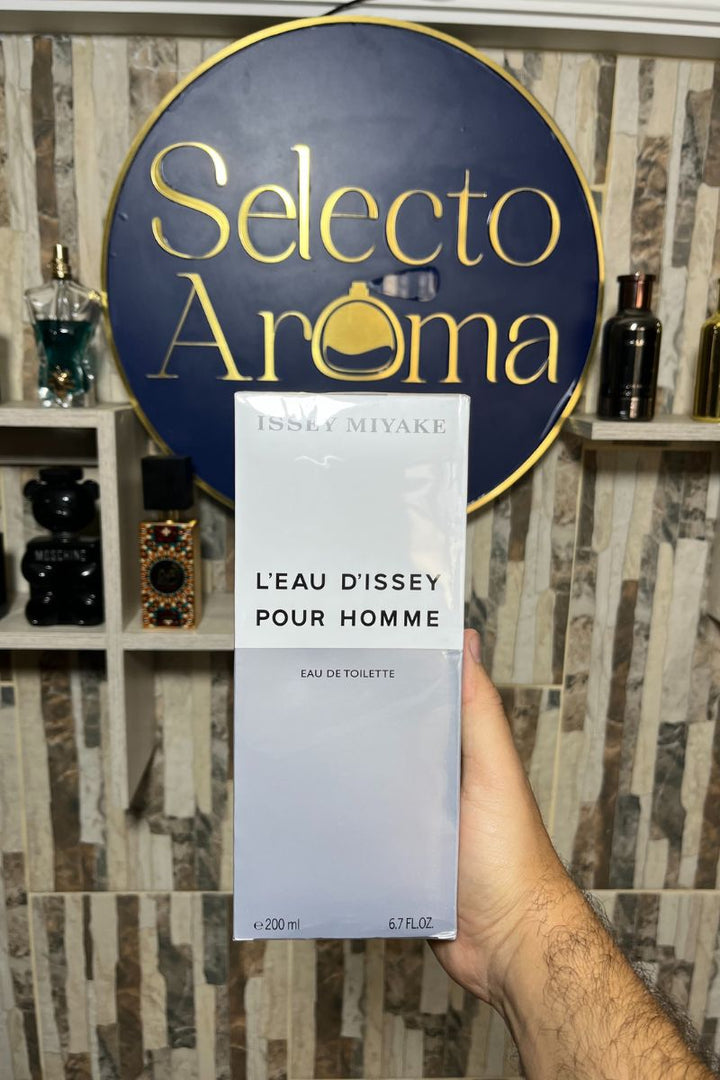 Selecto
Aroma
ISSEY MIYAKE
L'EAU D'ISSEY
POUR HOMME
EAU DE TOILETTE
℮ 200 ml 6.7 FL.OZ.
MOSCHINO